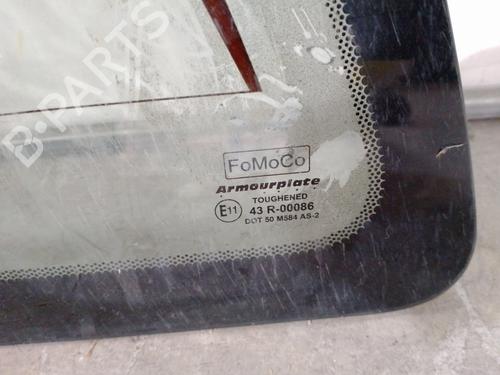 B-PARTS
FoMoCo
Armourplate
TOUGHENED
E11 43 R-00086
DOT 50 M584 AS-2